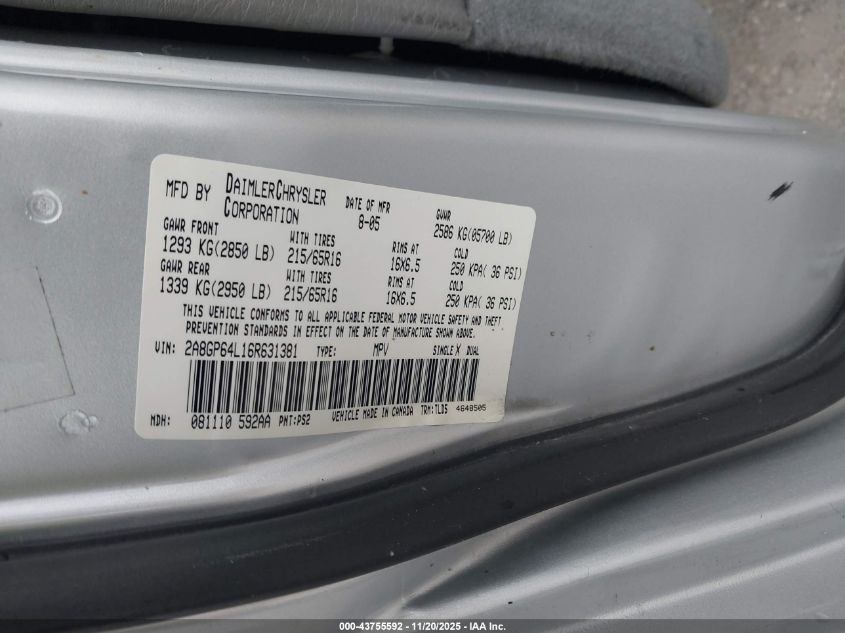 MFD BY DAIMLERCHRYSLER CORPORATION
DATE OF MFR 8-05
GVWR 2586 KG(05700 LB)
GAWR FRONT WITH TIRES RIMS AT COLD
1293 KG(2850 LB) 215/65R16 16X6.5 250 KPA( 36 PSI)
GAWR REAR WITH TIRES RIMS AT COLD
1339 KG(2950 LB) 215/65R16 16X6.5 250 KPA( 36 PSI)
THIS VEHICLE CONFORMS TO ALL APPLICABLE FEDERAL MOTOR VEHICLE SAFETY AND THEFT
PREVENTION STANDARDS IN EFFECT ON THE DATE OF MANUFACTURE SHOWN ABOVE.
VIN: 2A8GP64L16R631381 TYPE: MPV SINGLE X DUAL
MDH: 081110 592AA PNT:PS2 VEHICLE MADE IN CANADA TRM:TLDS 4648505
000-43755592 - 11/20/2025 - IAA Inc.